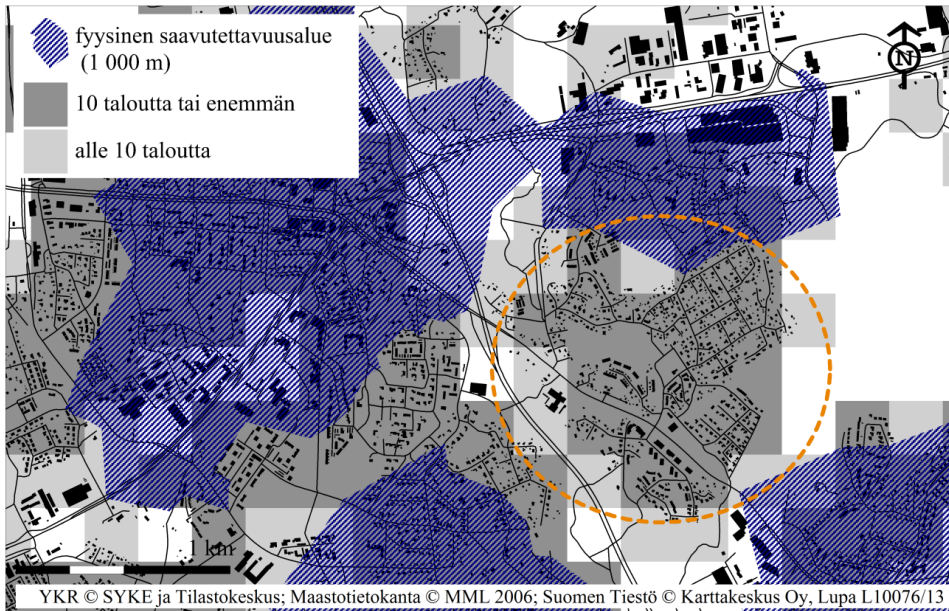 fyysinen saavutettavuusalue
(1 000 m)
10 taloutta tai enemmän
alle 10 taloutta
N
1 km
YKR © SYKE ja Tilastokeskus; Maastotietokanta © MML 2006; Suomen Tiestö © Karttakeskus Oy, Lupa L10076/13